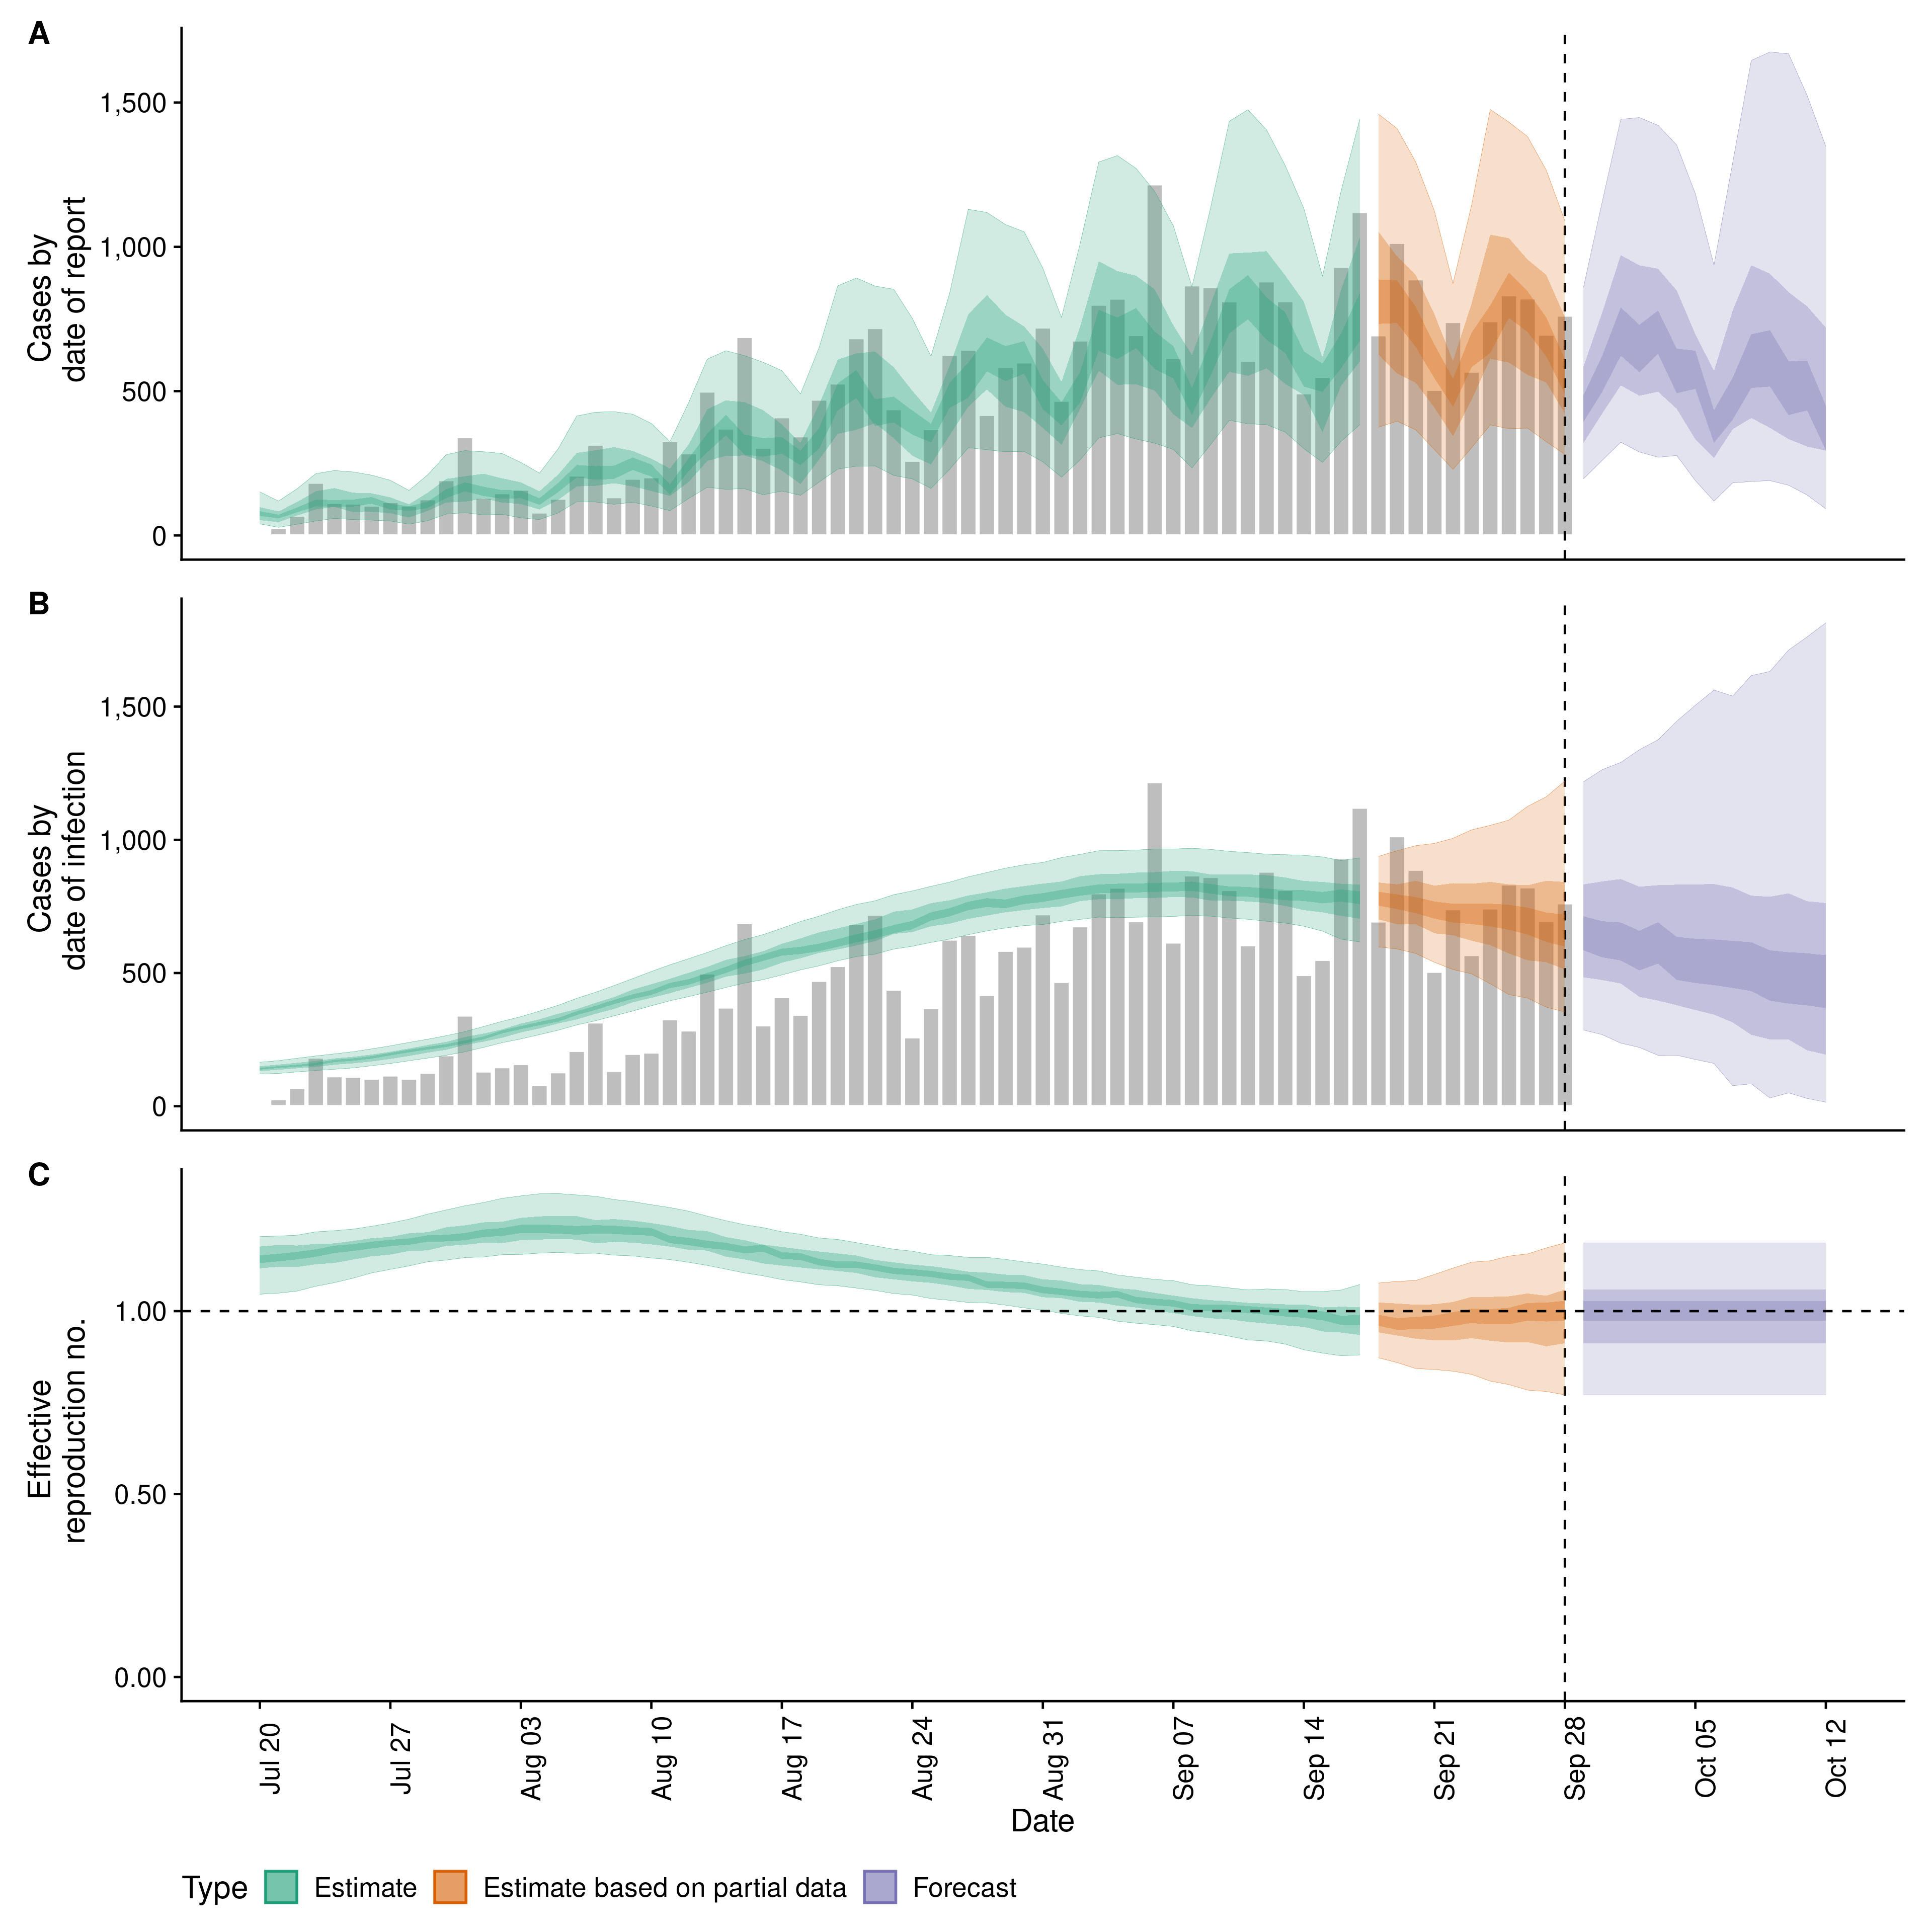 A
Cases by
date of report
1,500
1,000
500
0
B
Cases by
date of infection
1,500
1,000
500
0
C
Effective
reproduction no.
1.00
0.50
0.00
Jul 20
Jul 27
Aug 03
Aug 10
Aug 17
Aug 24
Aug 31
Sep 07
Sep 14
Sep 21
Sep 28
Oct 05
Oct 12
Date
Type Estimate Estimate based on partial data Forecast